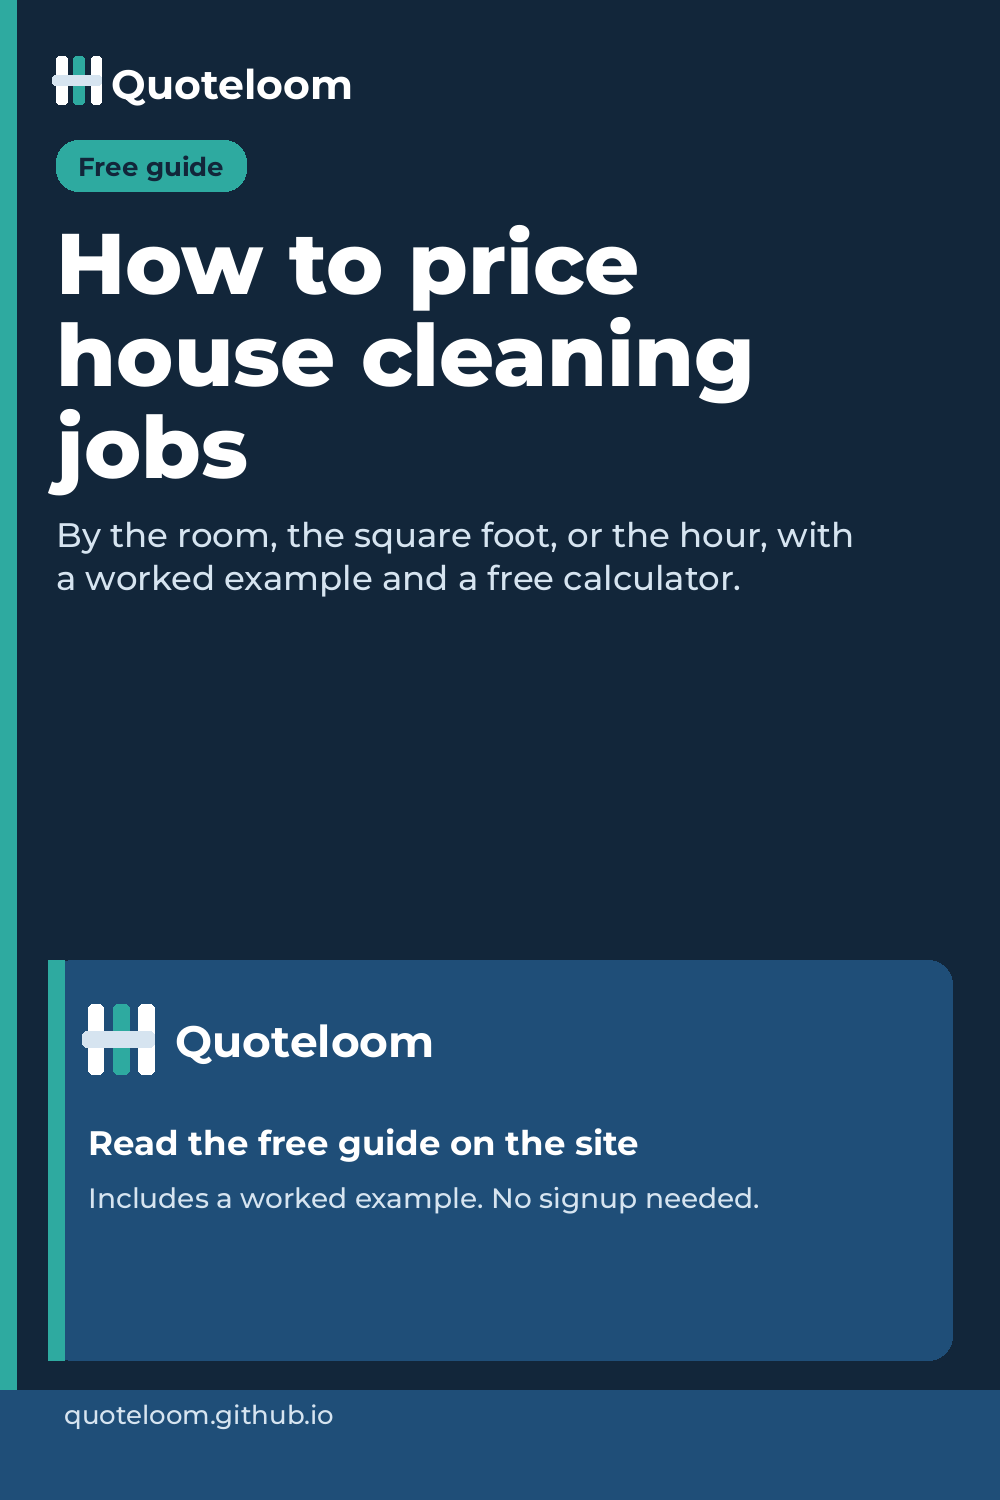 Quoteloom
Free guide
How to price
house cleaning
jobs
By the room, the square foot, or the hour, with
a worked example and a free calculator.
Quoteloom
Read the free guide on the site
Includes a worked example. No signup needed.
quoteloom.github.io